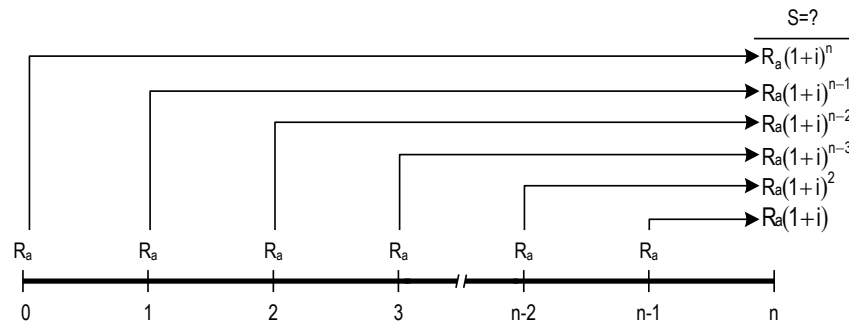 S=?
Rₐ(1+i)ⁿ
Ra(1+i)ⁿ⁻¹
Ra(1+i)ⁿ⁻²
Ra(1+i)ⁿ⁻³
Ra(1+i)²
Ra(1+i)
Rₐ Rₐ Rₐ Rₐ Rₐ Rₐ
0 1 2 3 n-2 n-1 n